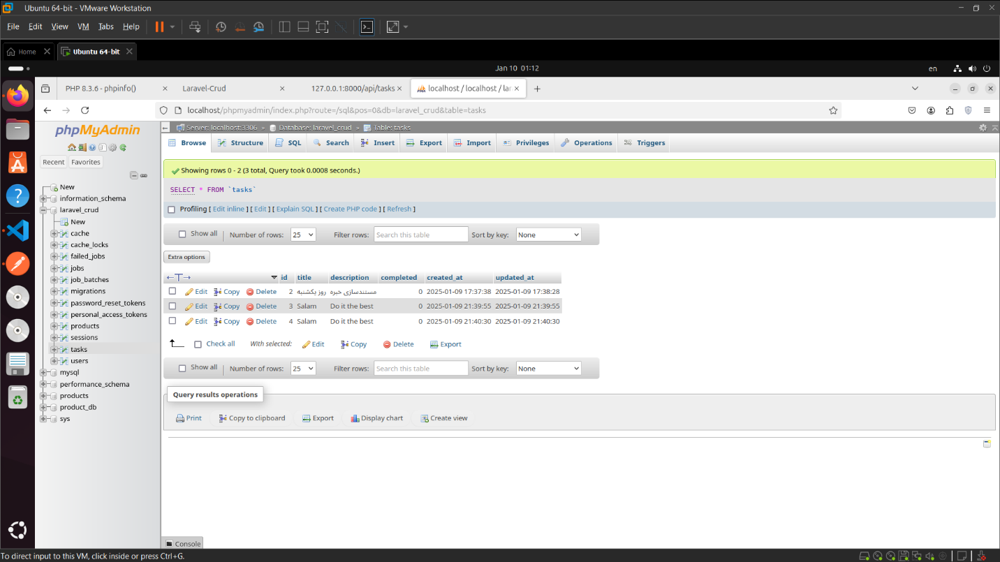 Ubuntu 64-bit - VMware Workstation
File Edit View VM Tabs Help
Home Ubuntu 64-bit
Jan 10 01:12 en
PHP 8.3.6 - phpinfo() Laravel-Crud 127.0.0.1:8000/api/tasks localhost / localhost / lar
localhost/phpmyadmin/index.php?route=/sql&pos=0&db=laravel_crud&table=tasks
phpMyAdmin
Recent Favorites
New
information_schema
laravel_crud
New
cache
cache_locks
failed_jobs
jobs
job_batches
migrations
password_reset_tokens
personal_access_tokens
products
sessions
tasks
users
mysql
performance_schema
products
product_db
sys
Server: localhost:3306 » Database: laravel_crud » Table: tasks
Browse Structure SQL Search Insert Export Import Privileges Operations Triggers
Showing rows 0 - 2 (3 total, Query took 0.0008 seconds.)
SELECT * FROM `tasks`
Profiling [ Edit inline ] [ Edit ] [ Explain SQL ] [ Create PHP code ] [ Refresh ]
Show all Number of rows: 25 Filter rows: Search this table Sort by key: None
Extra options
←T→ id title description completed created_at updated_at
Edit Copy Delete 2 روز یکشنبه مستندسازی خبره 0 2025-01-09 17:37:38 2025-01-09 17:38:28
Edit Copy Delete 3 Salam Do it the best 0 2025-01-09 21:39:55 2025-01-09 21:39:55
Edit Copy Delete 4 Salam Do it the best 0 2025-01-09 21:40:30 2025-01-09 21:40:30
Check all With selected: Edit Copy Delete Export
Show all Number of rows: 25 Filter rows: Search this table Sort by key: None
Query results operations
Print Copy to clipboard Export Display chart Create view
Console
To direct input to this VM, click inside or press Ctrl+G.